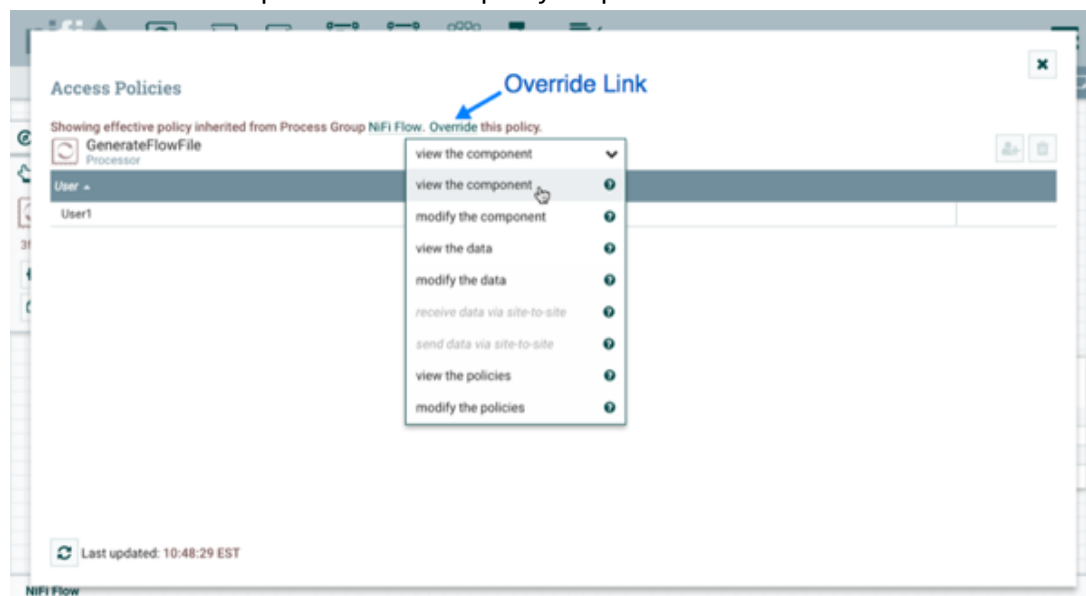 Access Policies
Override Link
Showing effective policy inherited from Process Group NiFi Flow. Override this policy.
GenerateFlowFile
Processor
view the component
User
view the component
User1
modify the component
view the data
modify the data
receive data via site-to-site
send data via site-to-site
view the policies
modify the policies
Last updated: 10:48:29 EST
NiFi Flow